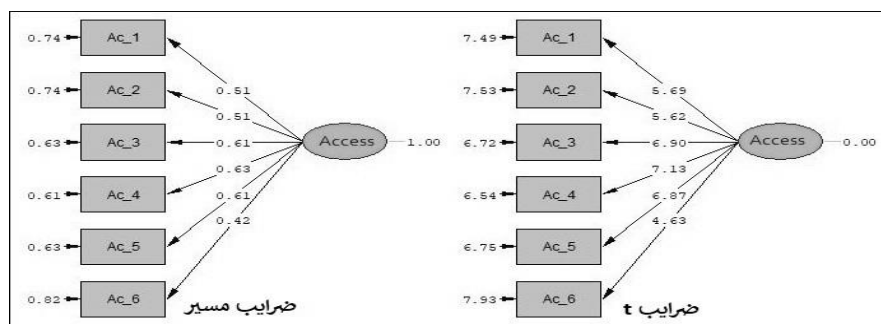 0.74 Ac_1 0.51
0.74 Ac_2 0.51
0.63 Ac_3 0.61 Access 1.00
0.61 Ac_4 0.63
0.63 Ac_5 0.61
0.82 Ac_6 0.42
ضرایب مسیر
7.49 Ac_1 5.69
7.53 Ac_2 5.62
6.72 Ac_3 6.90 Access 0.00
6.54 Ac_4 7.13
6.75 Ac_5 6.87
7.93 Ac_6 4.63
ضرایب t